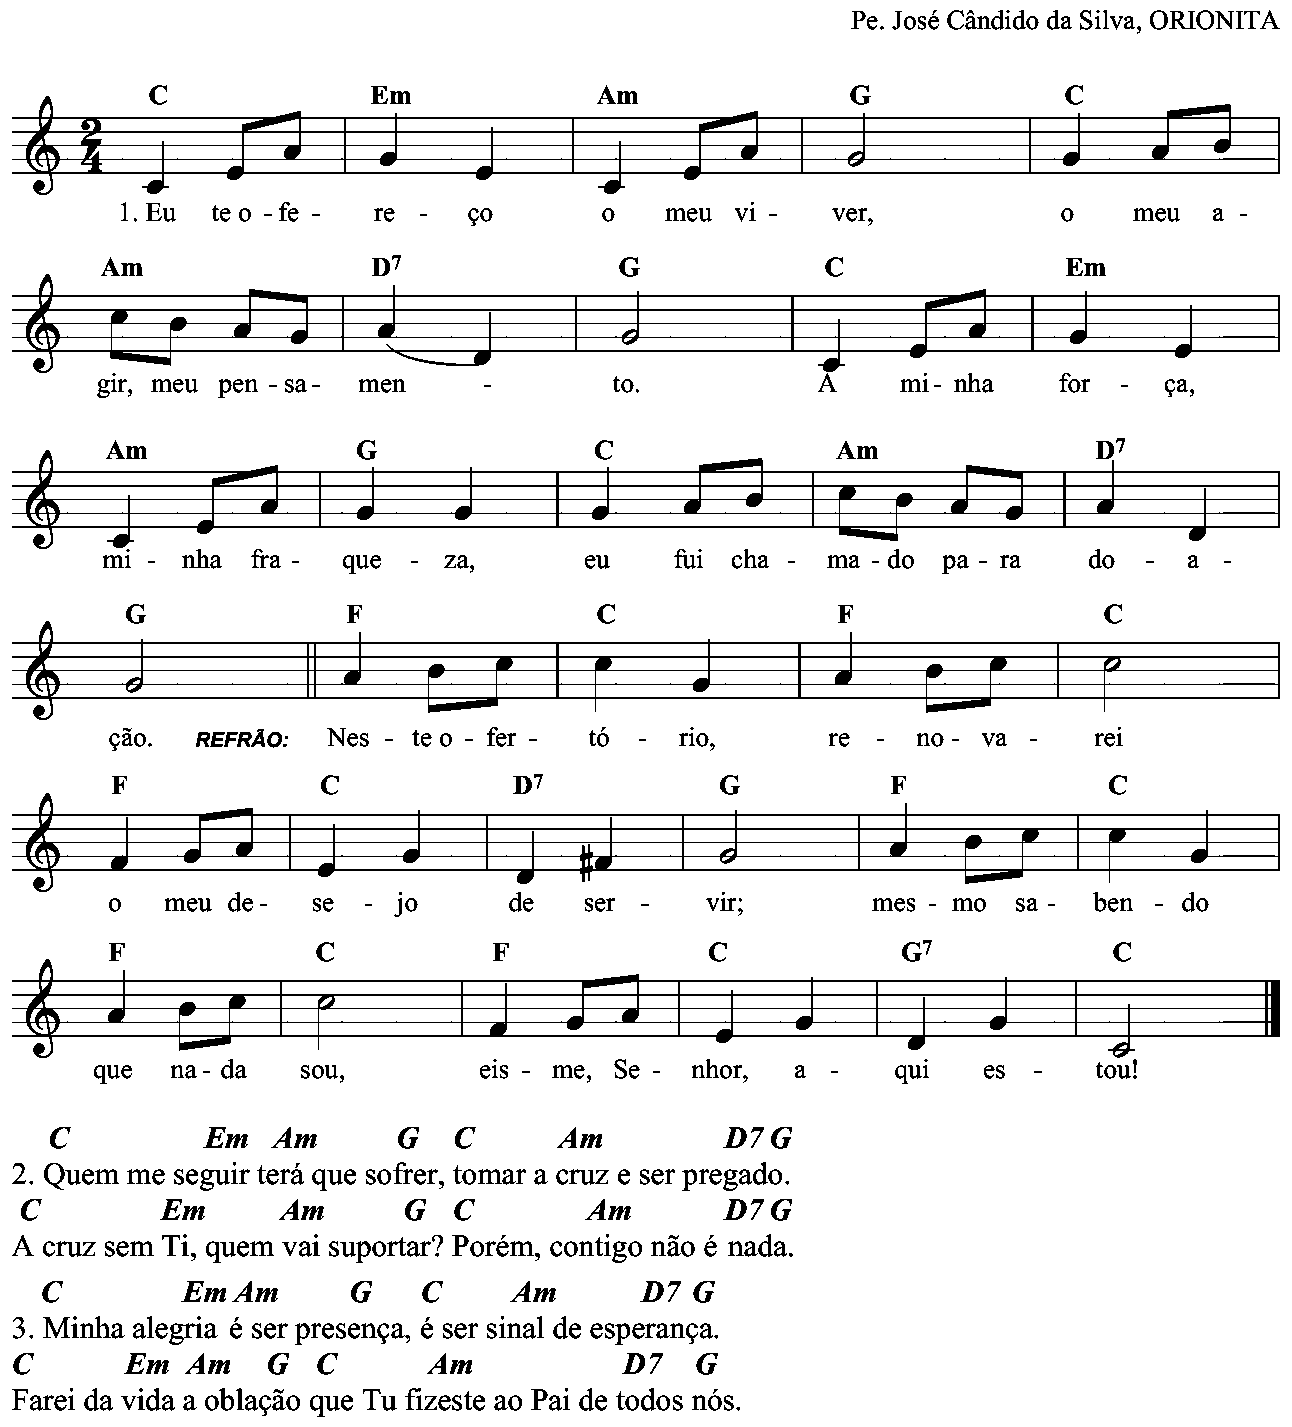 Pe. José Cândido da Silva, ORIONITA
C Em Am G C
2/4
1. Eu te o - fe - re - ço o meu vi - ver, o meu a -
Am D7 G C Em
gir, meu pen - sa - men - to. A mi - nha for - ça,
Am G C Am D7
mi - nha fra - que - za, eu fui cha - ma - do pa - ra do - a -
G F C F C
ção. REFRÃO: Nes - te o - fer - tó - rio, re - no - va - rei
F C D7 G F C
o meu de - se - jo de ser - vir; mes - mo sa - ben - do
F C F C G7 C
que na - da sou, eis - me, Se - nhor, a - qui es - tou!
C Em Am G C Am D7 G
2. Quem me seguir terá que sofrer, tomar a cruz e ser pregado.
C Em Am G C Am D7 G
A cruz sem Ti, quem vai suportar? Porém, contigo não é nada.
C Em Am G C Am D7 G
3. Minha alegria é ser presença, é ser sinal de esperança.
C Em Am G C Am D7 G
Farei da vida a oblação que Tu fizeste ao Pai de todos nós.